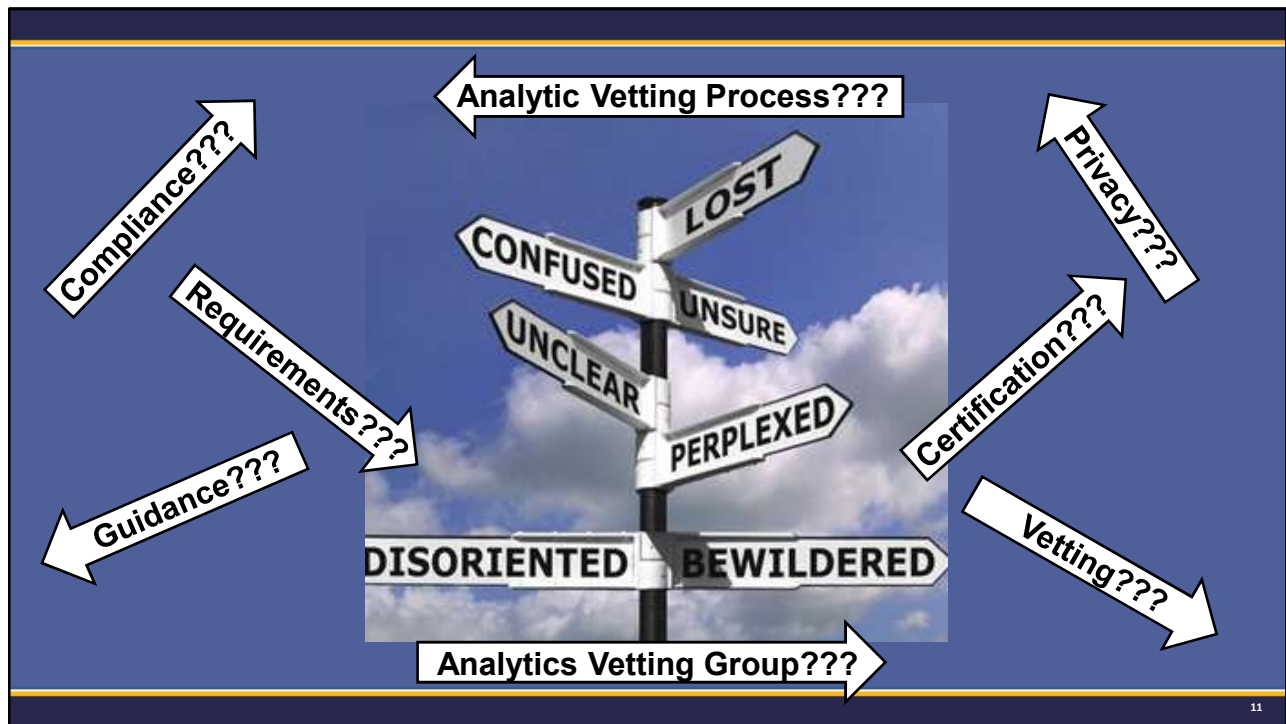 Analytic Vetting Process???
Compliance???
Privacy???
LOST
CONFUSED
UNSURE
Requirements???
UNCLEAR
Certification???
PERPLEXED
Guidance???
Vetting???
DISORIENTED
BEWILDERED
Analytics Vetting Group???
11